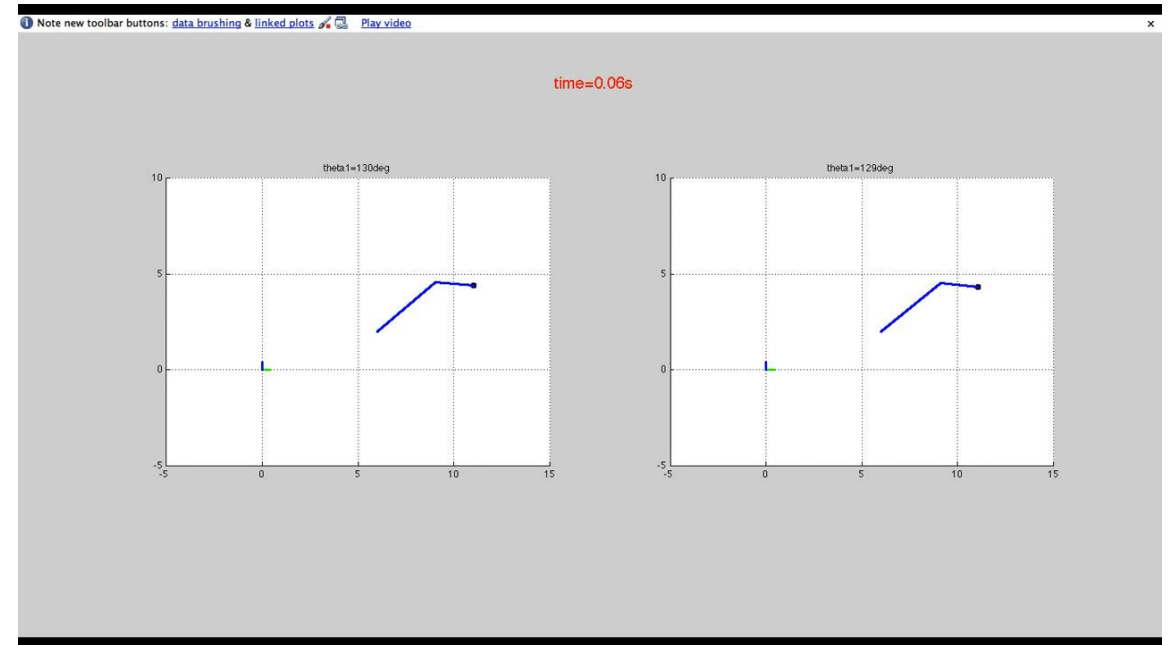 Note new toolbar buttons: data brushing & linked plots Play video x
time=0.06s
theta1=130deg
10
5
0
-5
-5 0 5 10 15
theta1=129deg
10
5
0
-5
-5 0 5 10 15